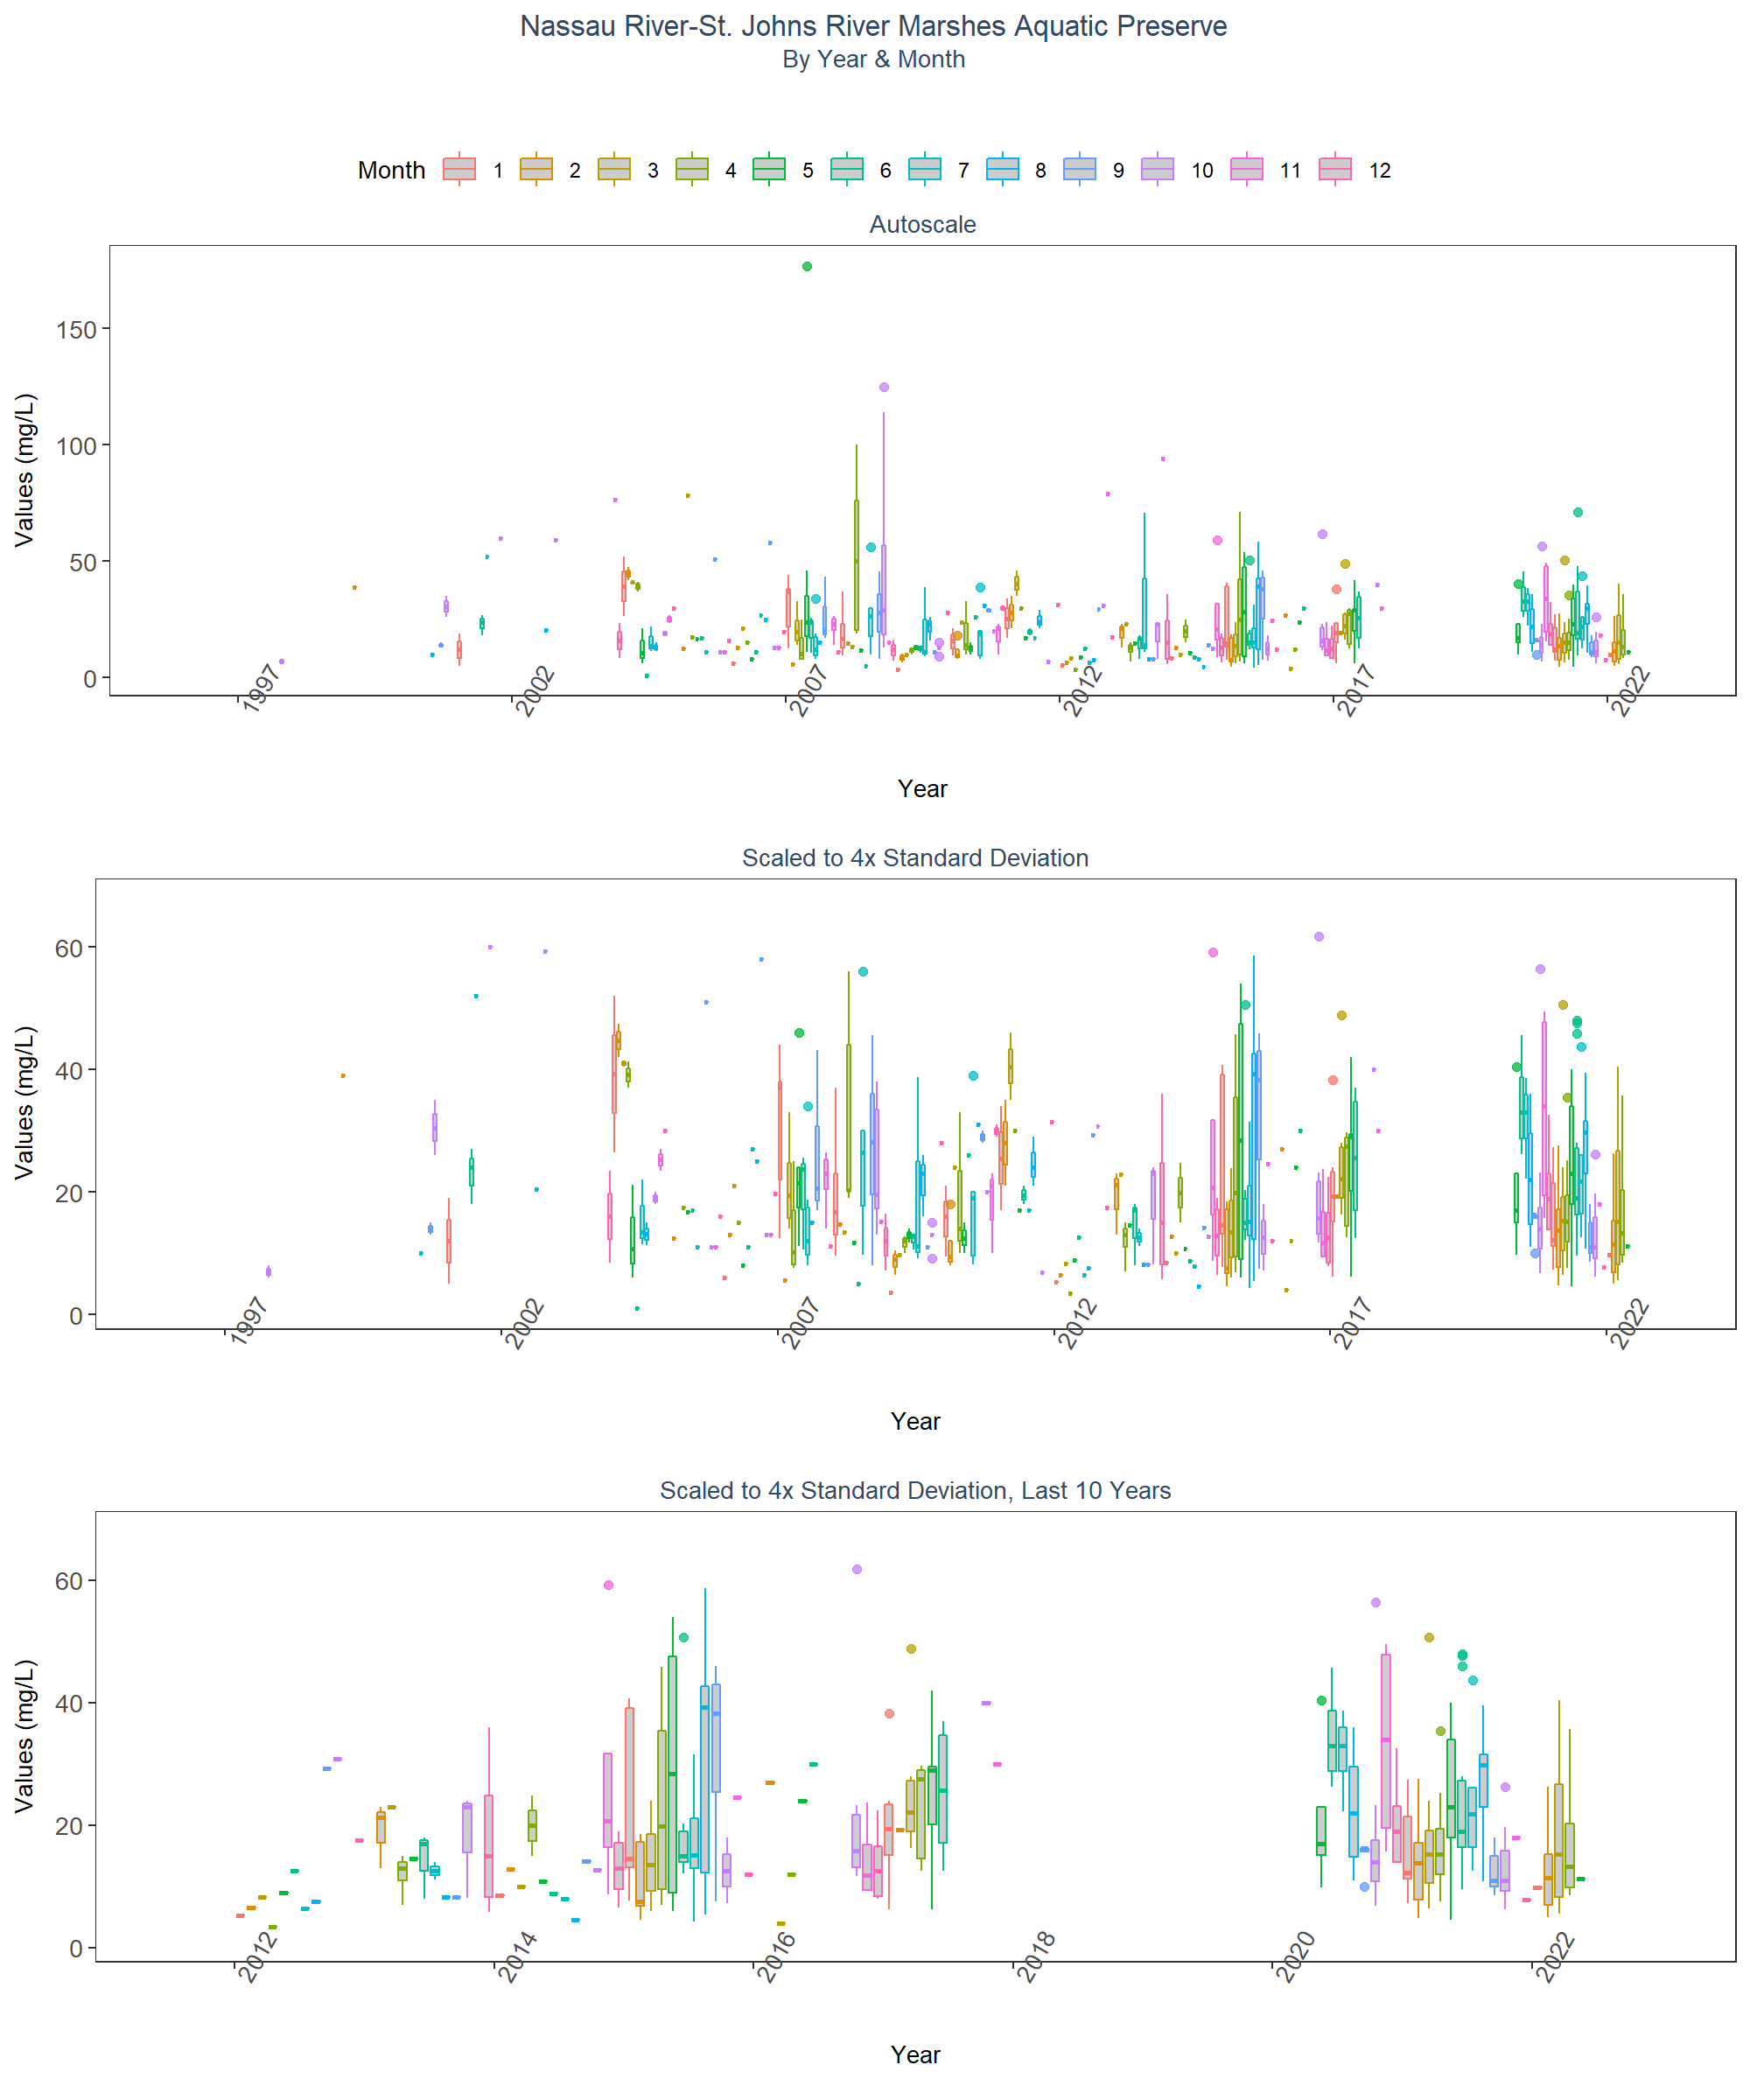 Nassau River-St. Johns River Marshes Aquatic Preserve
By Year & Month
Month 1 2 3 4 5 6 7 8 9 10 11 12
Autoscale
Values (mg/L)
150
100
50
0
1997 2002 2007 2012 2017 2022
Year
Scaled to 4x Standard Deviation
Values (mg/L)
60
40
20
0
1997 2002 2007 2012 2017 2022
Year
Scaled to 4x Standard Deviation, Last 10 Years
Values (mg/L)
60
40
20
0
2012 2014 2016 2018 2020 2022
Year